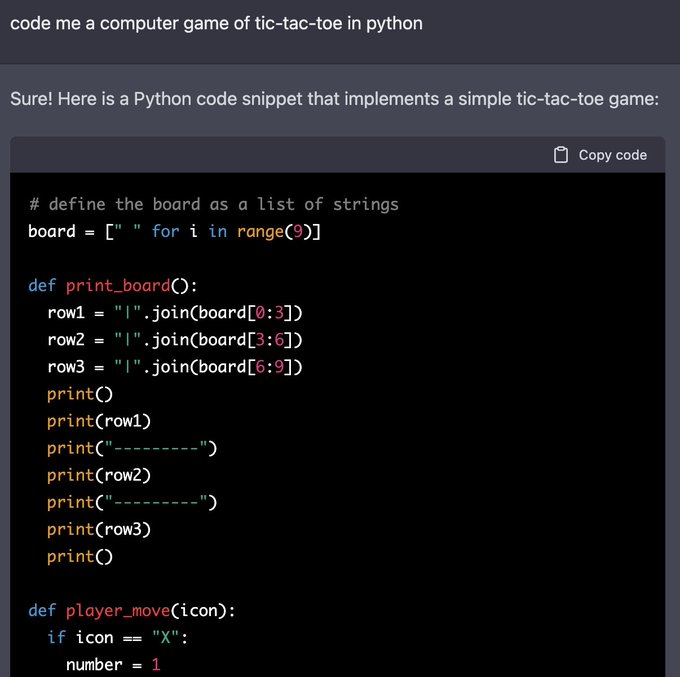 code me a computer game of tic-tac-toe in python
Sure! Here is a Python code snippet that implements a simple tic-tac-toe game:
Copy code
# define the board as a list of strings
board = [" " for i in range(9)]
def print_board():
row1 = "|".join(board[0:3])
row2 = "|".join(board[3:6])
row3 = "|".join(board[6:9])
print()
print(row1)
print("---------")
print(row2)
print("---------")
print(row3)
print()
def player_move(icon):
if icon == "X":
number = 1